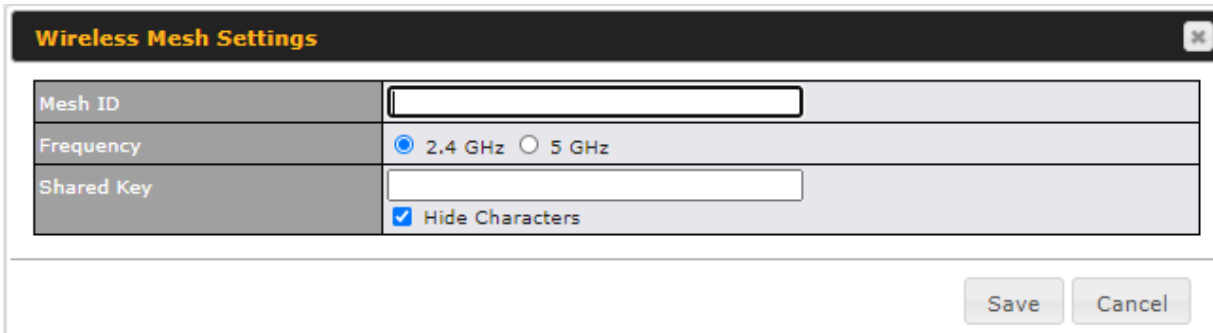 Wireless Mesh Settings
Mesh ID
Frequency
2.4 GHz 5 GHz
Shared Key
Hide Characters
Save Cancel